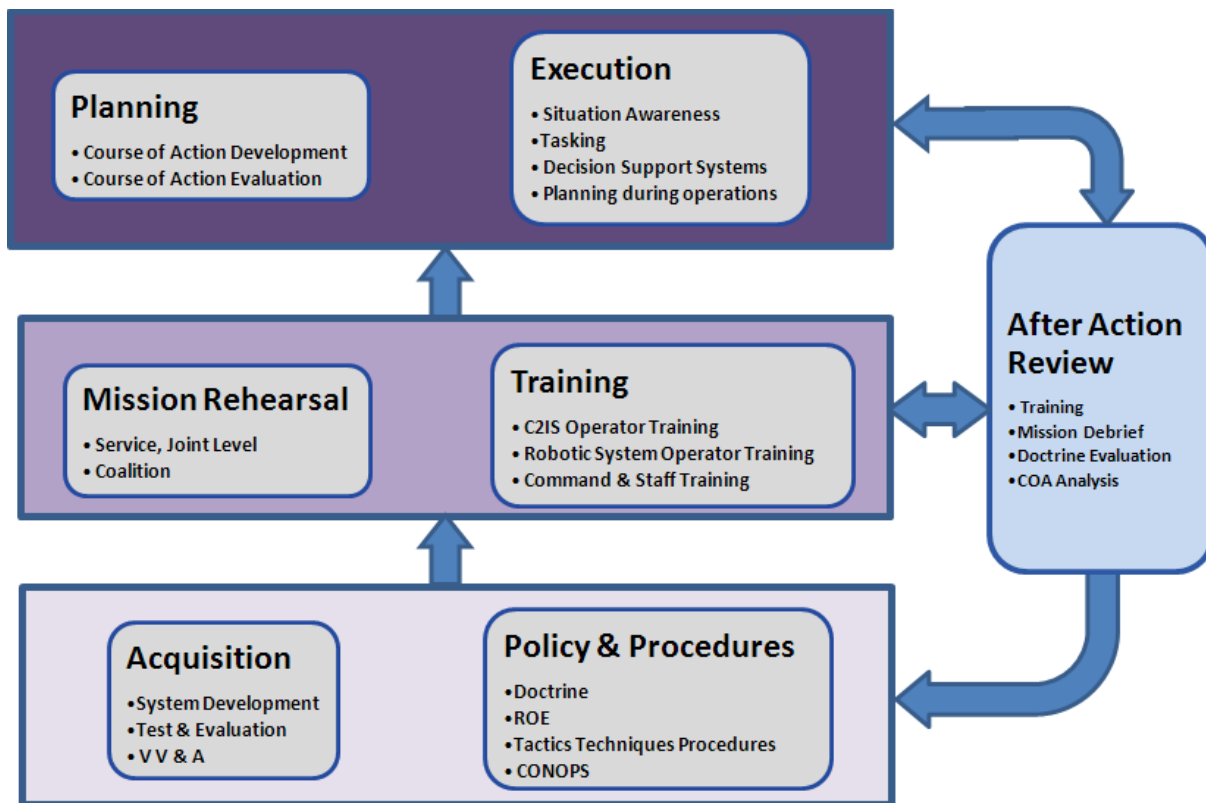 Planning
• Course of Action Development
• Course of Action Evaluation
Execution
• Situation Awareness
•Tasking
• Decision Support Systems
• Planning during operations
Mission Rehearsal
• Service, Joint Level
• Coalition
Training
• C2IS Operator Training
• Robotic System Operator Training
• Command & Staff Training
After Action
Review
• Training
•Mission Debrief
•Doctrine Evaluation
•COA Analysis
Acquisition
•System Development
•Test & Evaluation
• V V & A
Policy & Procedures
•Doctrine
•ROE
•Tactics Techniques Procedures
• CONOPS